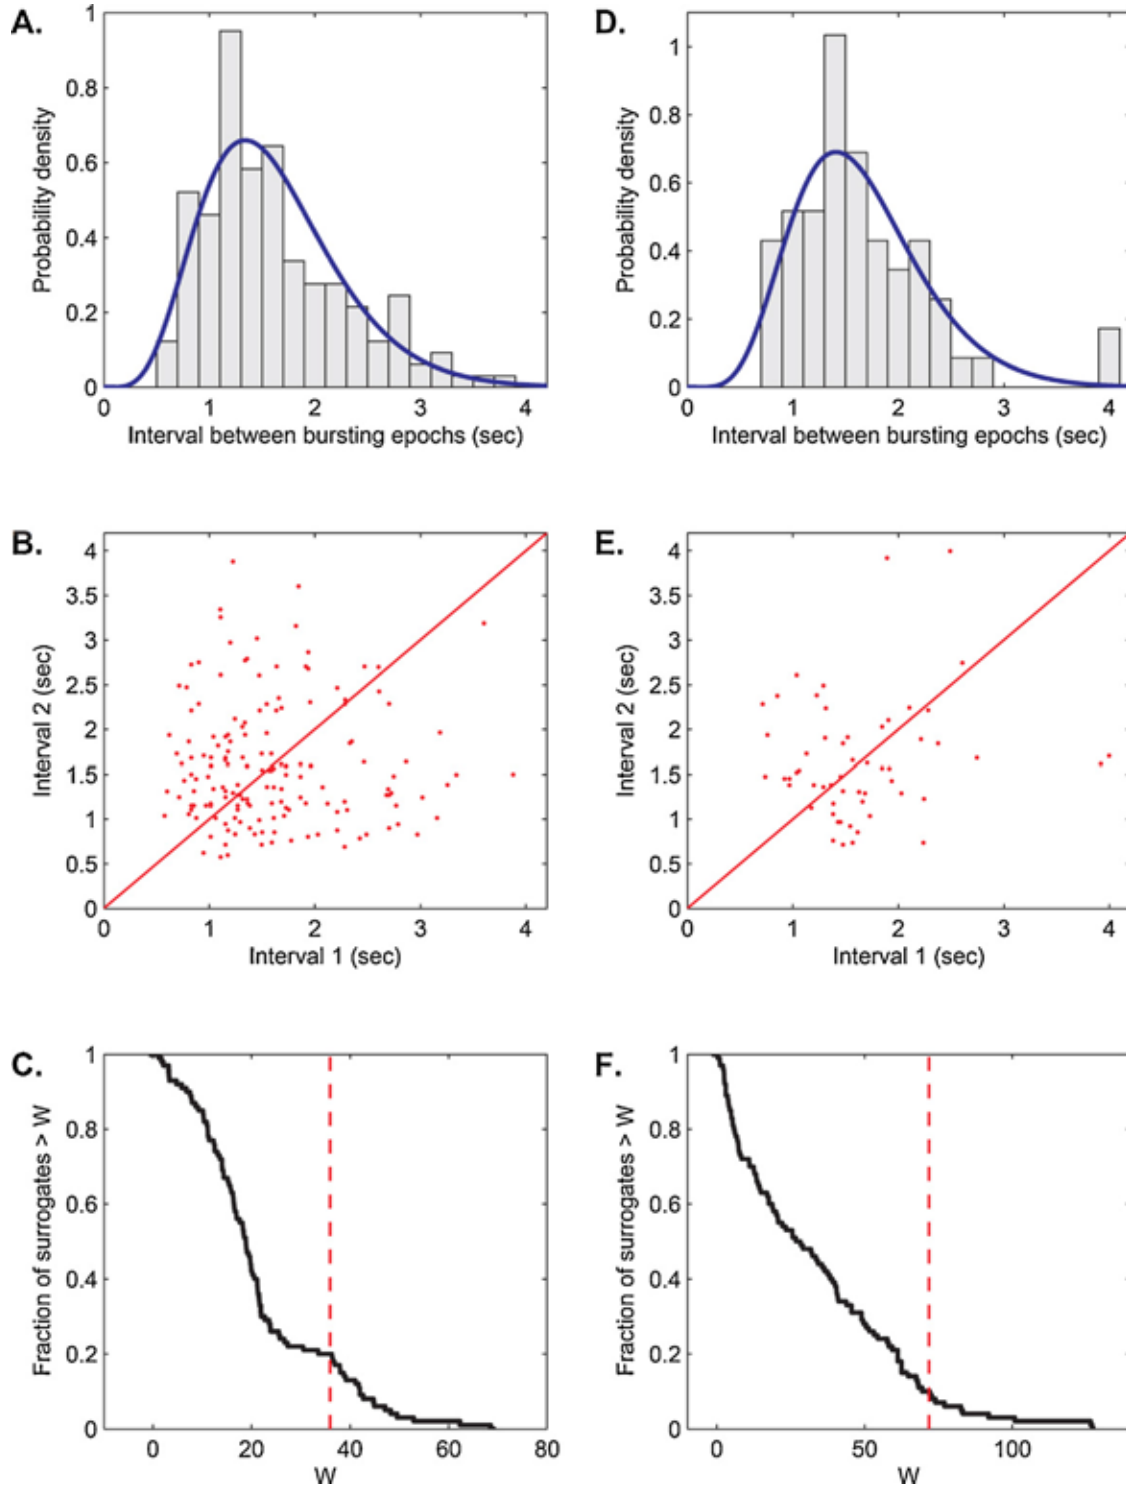 A.
Probability density
1
0.8
0.6
0.4
0.2
0
0 1 2 3 4
Interval between bursting epochs (sec)
D.
Probability density
1
0.8
0.6
0.4
0.2
0
0 1 2 3 4
Interval between bursting epochs (sec)
B.
Interval 2 (sec)
4
3.5
3
2.5
2
1.5
1
0.5
0
0 1 2 3 4
Interval 1 (sec)
E.
Interval 2 (sec)
4
3.5
3
2.5
2
1.5
1
0.5
0
0 1 2 3 4
Interval 1 (sec)
C.
Fraction of surrogates > W
1
0.8
0.6
0.4
0.2
0
0 20 40 60 80
W
F.
Fraction of surrogates > W
1
0.8
0.6
0.4
0.2
0
0 50 100
W